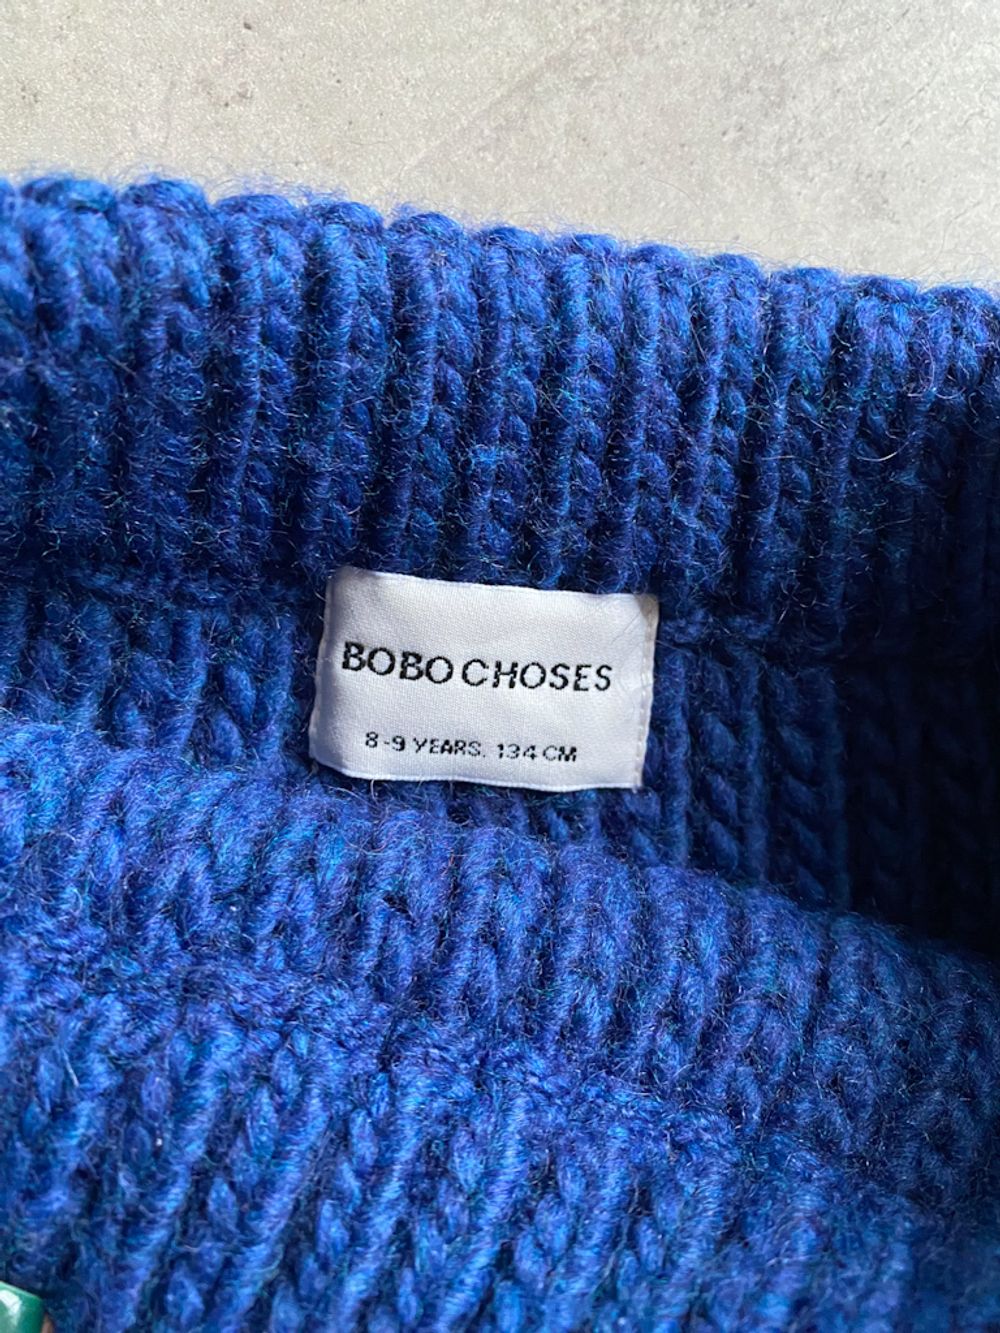 BOBO CHOSES
8-9 YEARS. 134 CM